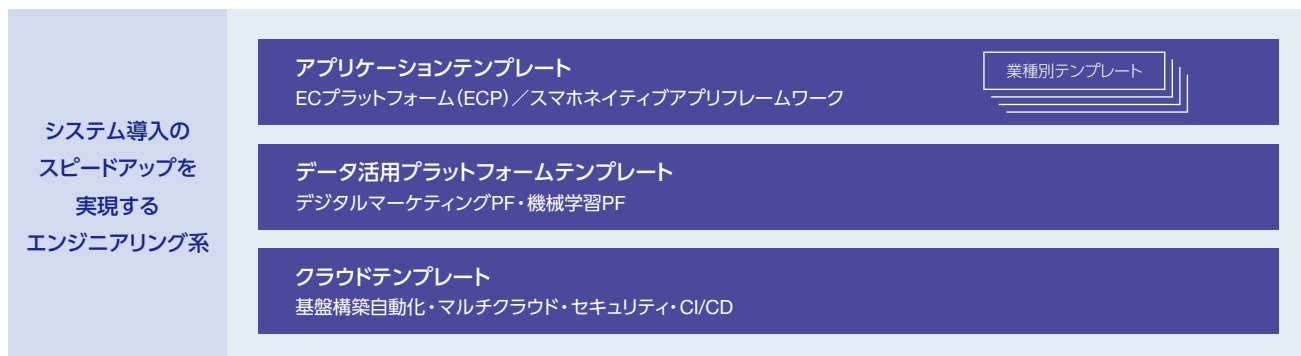 システム導入の
スピードアップを
実現する
エンジニアリング系
アプリケーションテンプレート
ECプラットフォーム(ECP)/スマホネイティブアプリフレームワーク
業種別テンプレート
データ活用プラットフォームテンプレート
デジタルマーケティングPF・機械学習PF
クラウドテンプレート
基盤構築自動化・マルチクラウド・セキュリティ・CI/CD